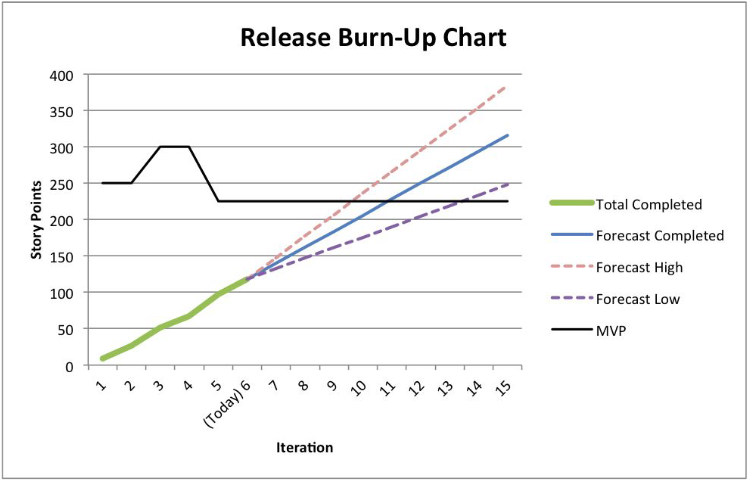 Release Burn-Up Chart
400
350
300
250
200
150
100
50
0
Story Points
1
2
3
4
5
(Today) 6
7
8
9
10
11
12
13
14
15
Iteration
Total Completed
Forecast Completed
Forecast High
Forecast Low
MVP